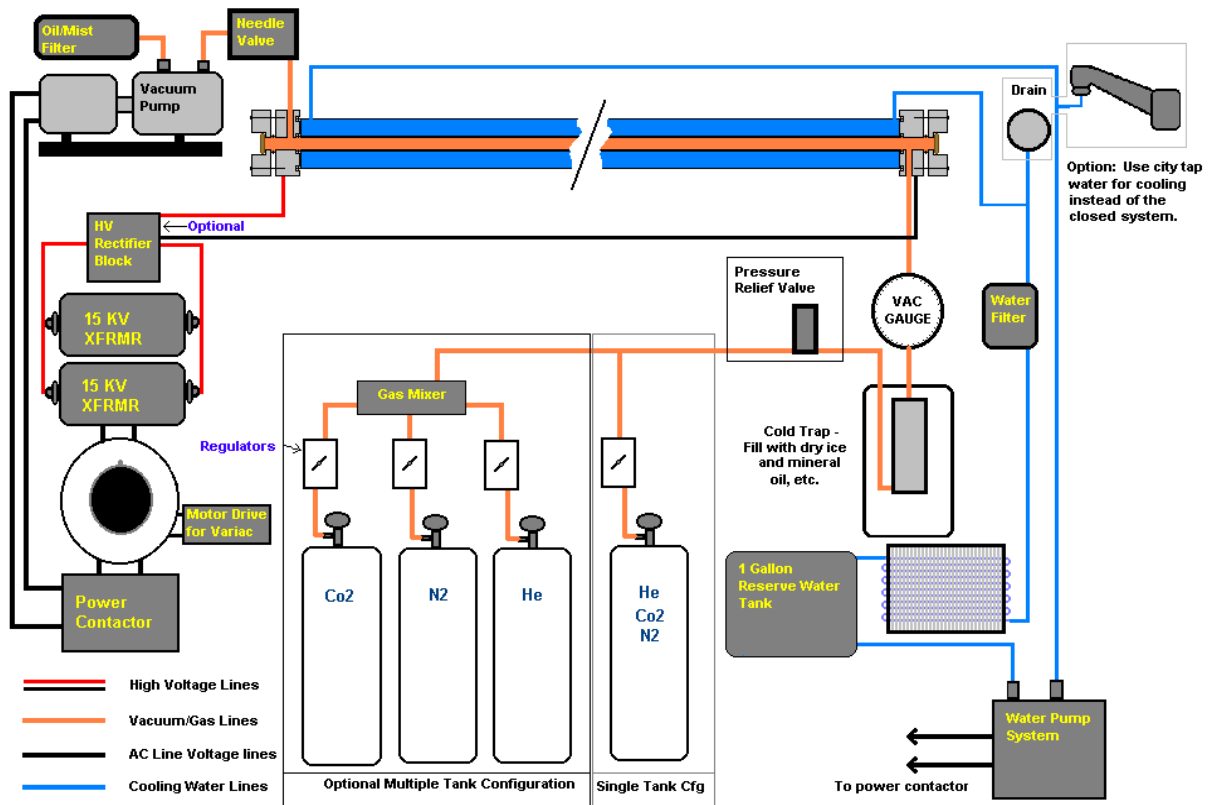 Oil/Mist
Filter
Needle
Valve
Vacuum
Pump
Drain
Option: Use city tap
water for cooling
instead of the
closed system.
HV
Rectifier
Block
Optional
15 KV
XFRMR
15 KV
XFRMR
Pressure
Relief Valve
VAC
GAUGE
Water
Filter
Gas Mixer
Regulators
Cold Trap -
Fill with dry ice
and mineral
oil, etc.
Motor Drive
for Variac
Power
Contactor
Co2
N2
He
He
Co2
N2
1 Gallon
Reserve Water
Tank
Water Pump
System
To power contactor
High Voltage Lines
Vacuum/Gas Lines
AC Line Voltage lines
Cooling Water Lines
Optional Multiple Tank Configuration
Single Tank Cfg